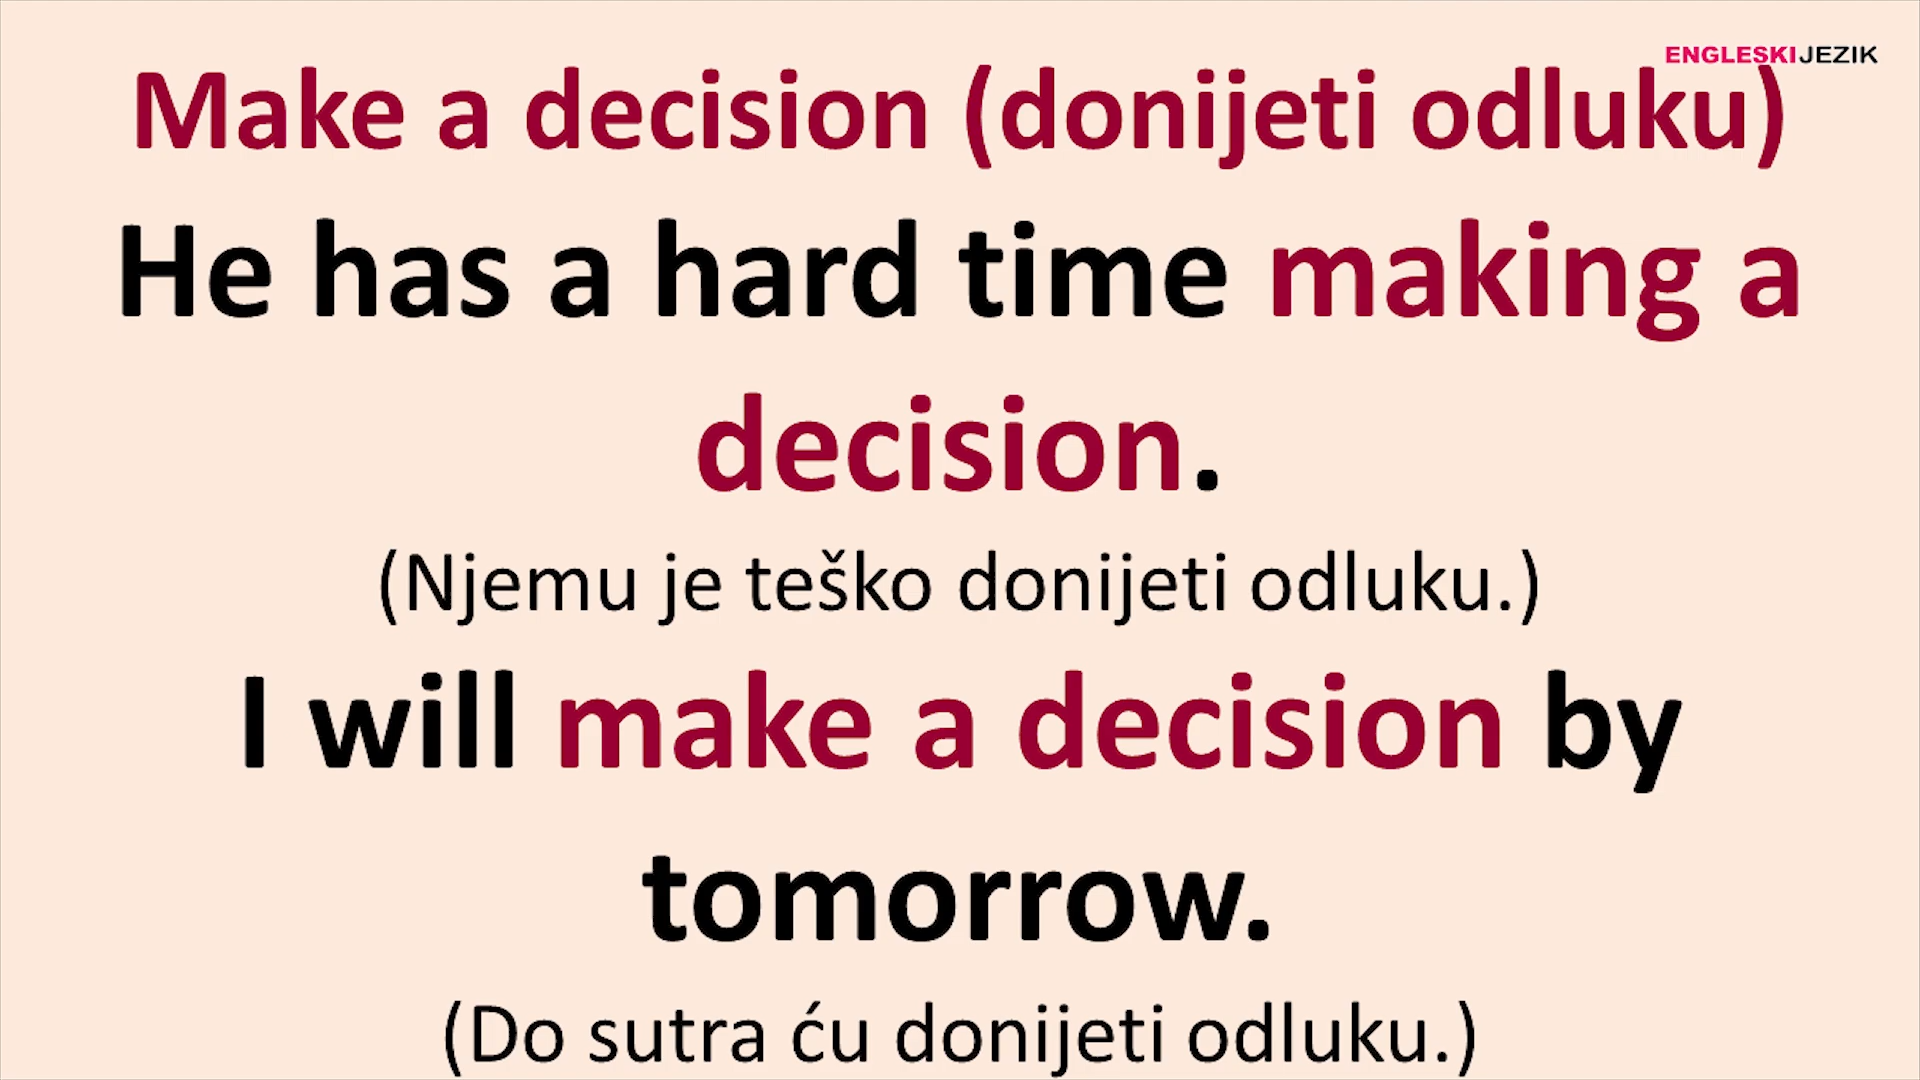 ENGLESKIJEZIK
Make a decision (donijeti odluku)
He has a hard time making a
decision.
(Njemu je teško donijeti odluku.)
I will make a decision by
tomorrow.
(Do sutra ću donijeti odluku.)